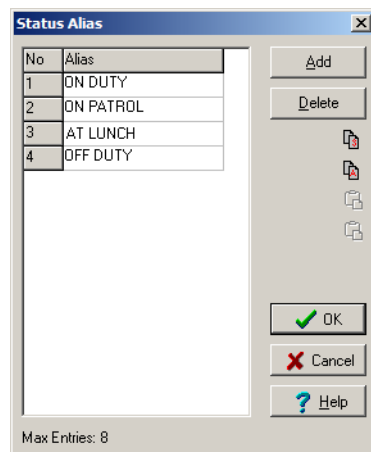 Status Alias
No Alias
1 ON DUTY
2 ON PATROL
3 AT LUNCH
4 OFF DUTY
Add
Delete
OK
Cancel
Help
Max Entries: 8